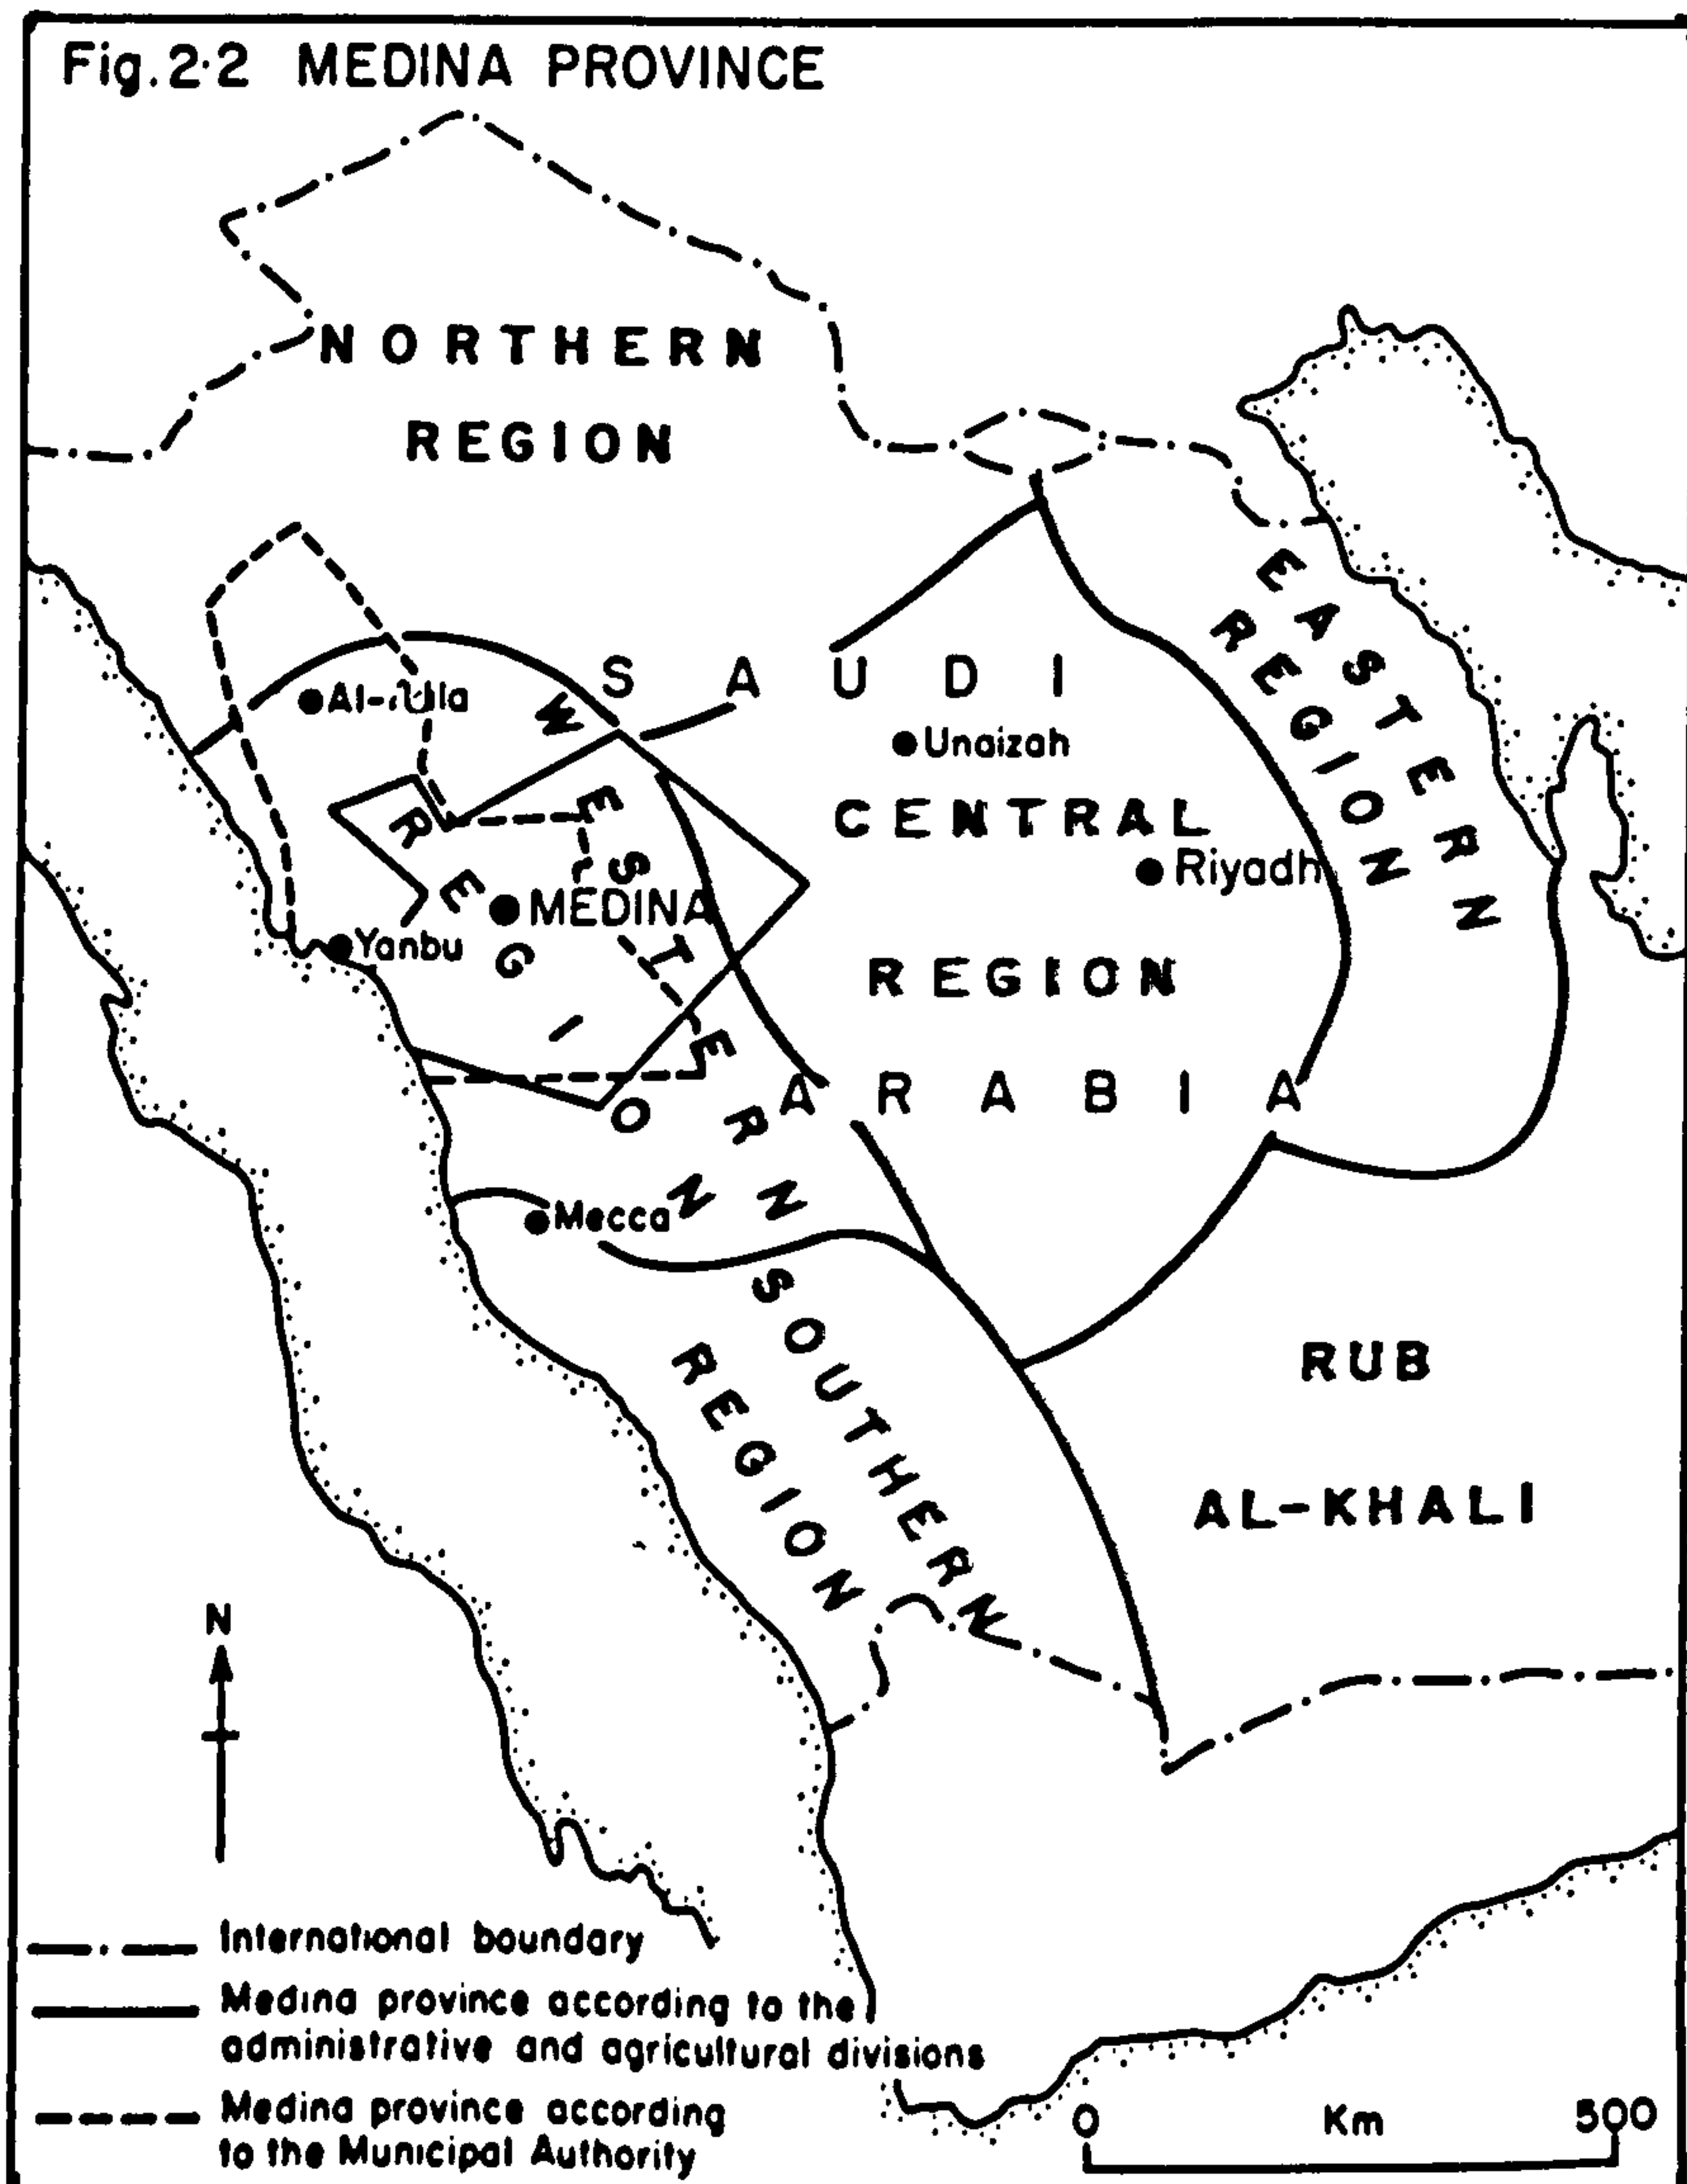 Fig.2·2 MEDINA PROVINCE
NORTHERN
REGION
EASTERN
REGION
SAUDI
Al-Ula
Unaizah
WESTERN
REGION
CENTRAL
Riyadh
MEDINA
Yanbu
REGION
ARABIA
Mecca
SOUTHERN
REGION
RUB
AL-KHALI
N
International boundary
Medina province according to the
administrative and agricultural divisions
Medina province according
to the Municipal Authority
0 Km 500